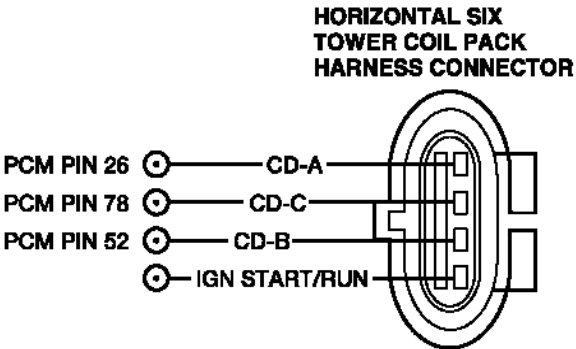 HORIZONTAL SIX
TOWER COIL PACK
HARNESS CONNECTOR
PCM PIN 26 CD-A
PCM PIN 78 CD-C
PCM PIN 52 CD-B
IGN START/RUN